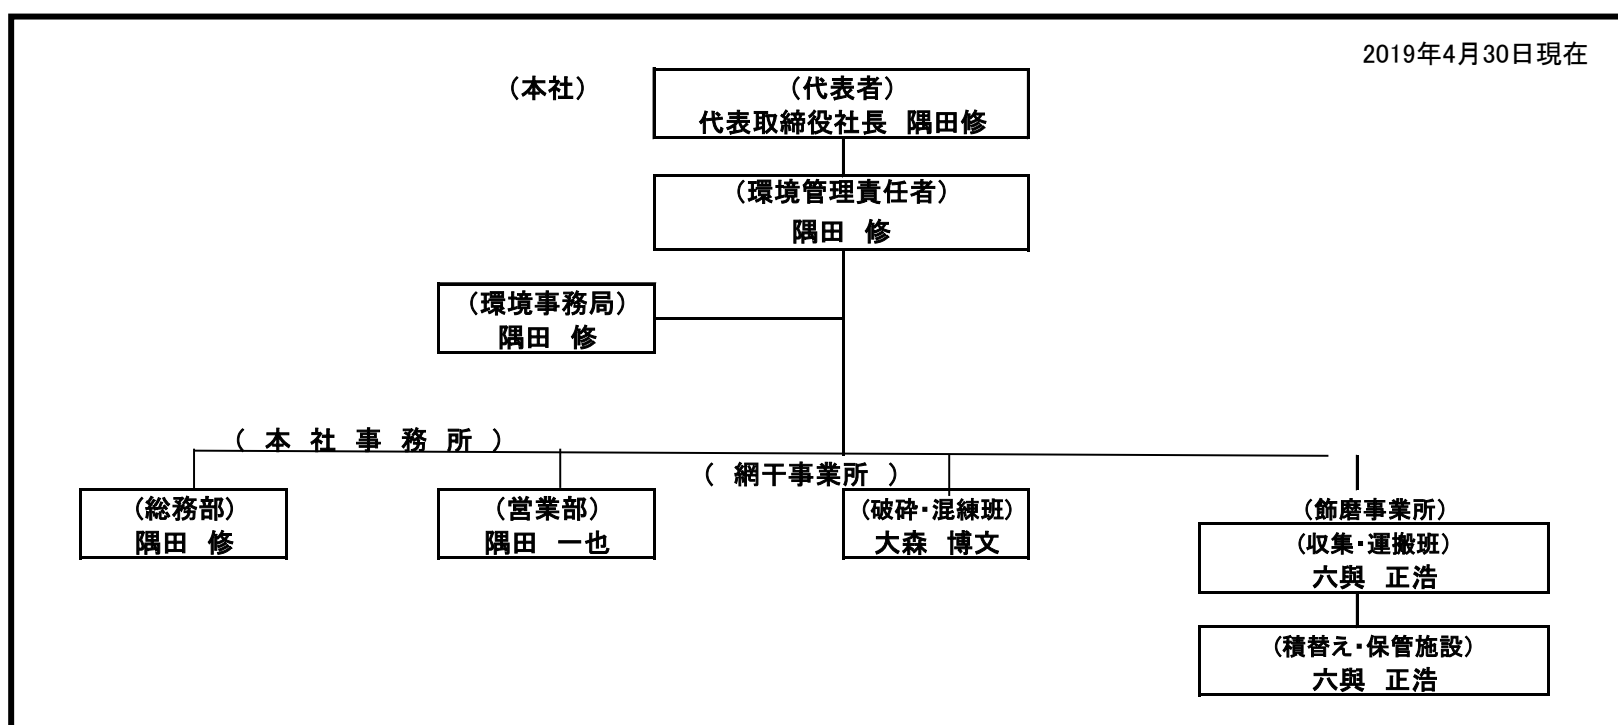 2019年4月30日現在
（本社）
（代表者）
代表取締役社長　隅田修
（環境管理責任者）
隅田　修
（環境事務局）
隅田　修
（ 本 社 事 務 所 ）
（ 網干事業所 ）
（総務部）
隅田　修
（営業部）
隅田　一也
（破砕・混練班）
大森　博文
（飾磨事業所）
（収集・運搬班）
六與　正浩
（積替え・保管施設）
六與　正浩